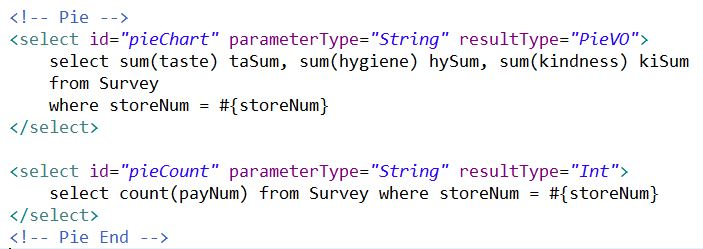 <!-- Pie -->
<select id="pieChart" parameterType="String" resultType="PieVO">
    select sum(taste) taSum, sum(hygiene) hySum, sum(kindness) kiSum
    from Survey
    where storeNum = #{storeNum}
</select>

<select id="pieCount" parameterType="String" resultType="Int">
    select count(payNum) from Survey where storeNum = #{storeNum}
</select>
<!-- Pie End -->